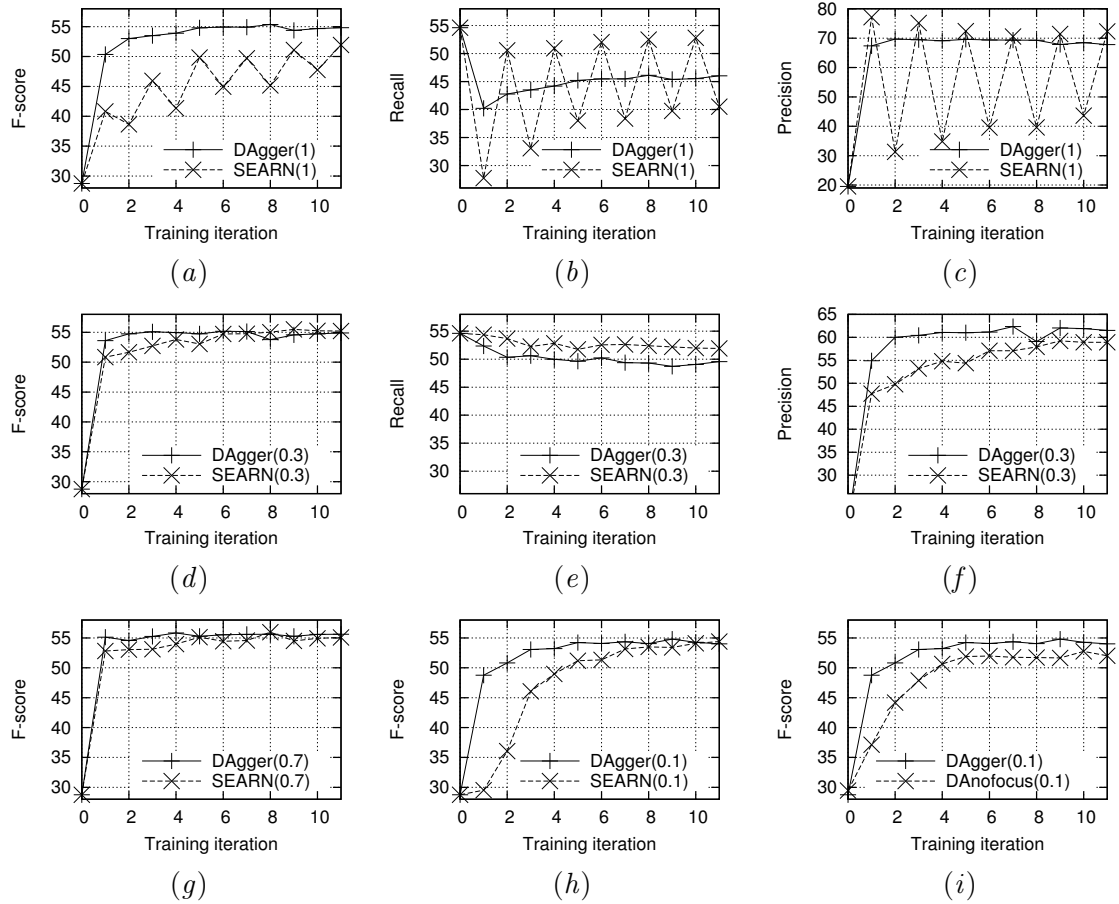 55
50
45
40
35
30
F-score
DAgger(1)
SEARN(1)
0 2 4 6 8 10
Training iteration
(a)
55
50
45
40
35
30
Recall
DAgger(1)
SEARN(1)
0 2 4 6 8 10
Training iteration
(b)
80
70
60
50
40
30
20
Precision
DAgger(1)
SEARN(1)
0 2 4 6 8 10
Training iteration
(c)
55
50
45
40
35
30
F-score
DAgger(0.3)
SEARN(0.3)
0 2 4 6 8 10
Training iteration
(d)
55
50
45
40
35
30
Recall
DAgger(0.3)
SEARN(0.3)
0 2 4 6 8 10
Training iteration
(e)
65
60
55
50
45
40
35
30
Precision
DAgger(0.3)
SEARN(0.3)
0 2 4 6 8 10
Training iteration
(f)
55
50
45
40
35
30
F-score
DAgger(0.7)
SEARN(0.7)
0 2 4 6 8 10
Training iteration
(g)
55
50
45
40
35
30
F-score
DAgger(0.1)
SEARN(0.1)
0 2 4 6 8 10
Training iteration
(h)
55
50
45
40
35
30
F-score
DAgger(0.1)
DAnofocus(0.1)
0 2 4 6 8 10
Training iteration
(i)